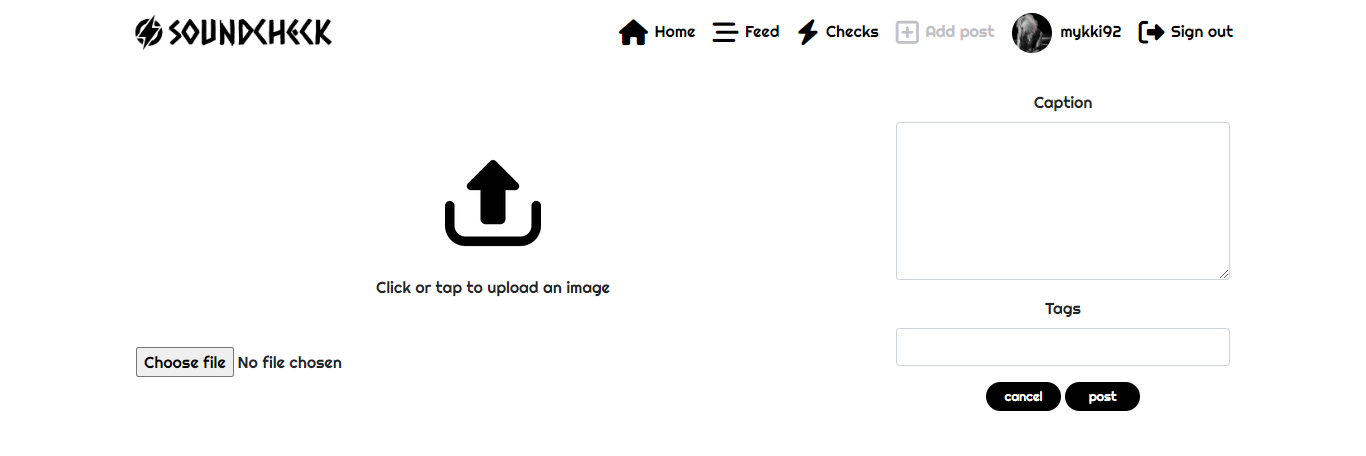 SOUNDCHECK Home Feed Checks Add post mykki92 Sign out
Caption
Click or tap to upload an image
Tags
Choose file No file chosen
cancel post